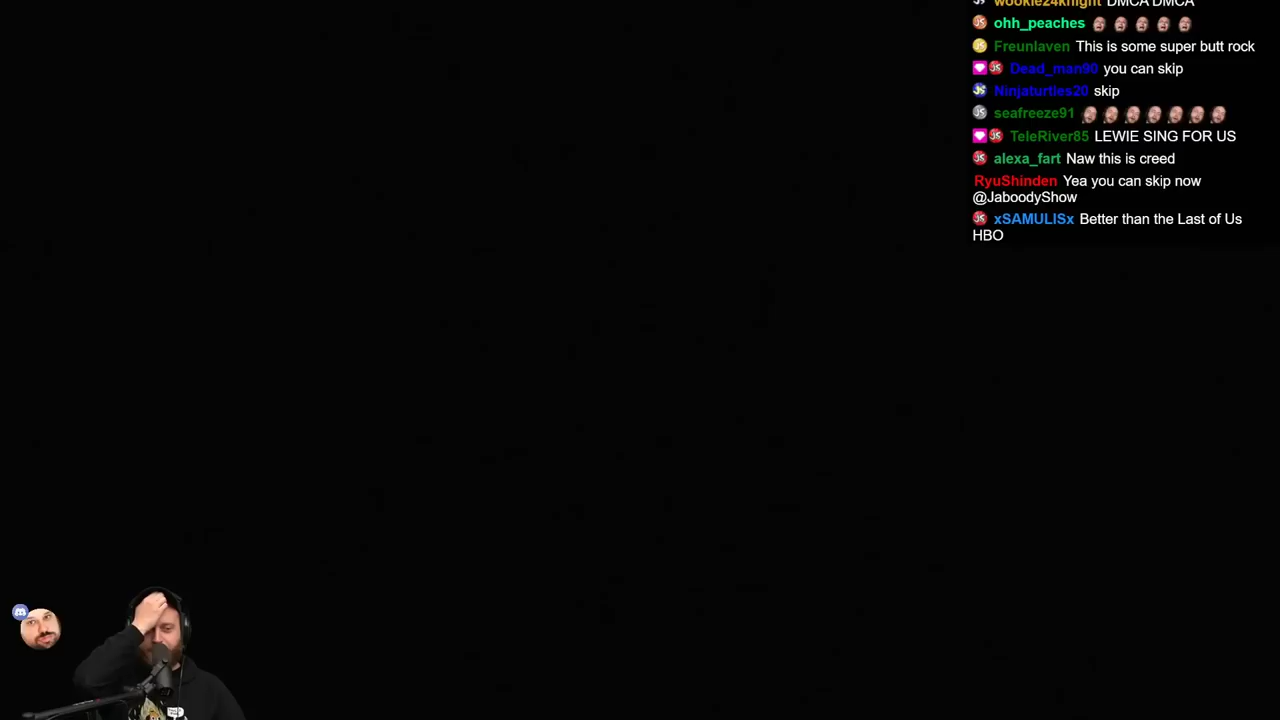 wookie24knight DMCA DMCA
ohh_peaches
Freunlaven This is some super butt rock
Dead_man90 you can skip
Ninjaturtles20 skip
seafreeze91
TeleRiver85 LEWIE SING FOR US
alexa_fart Naw this is creed
RyuShinden Yea you can skip now
@JaboodyShow
xSAMULISx Better than the Last of Us
HBO